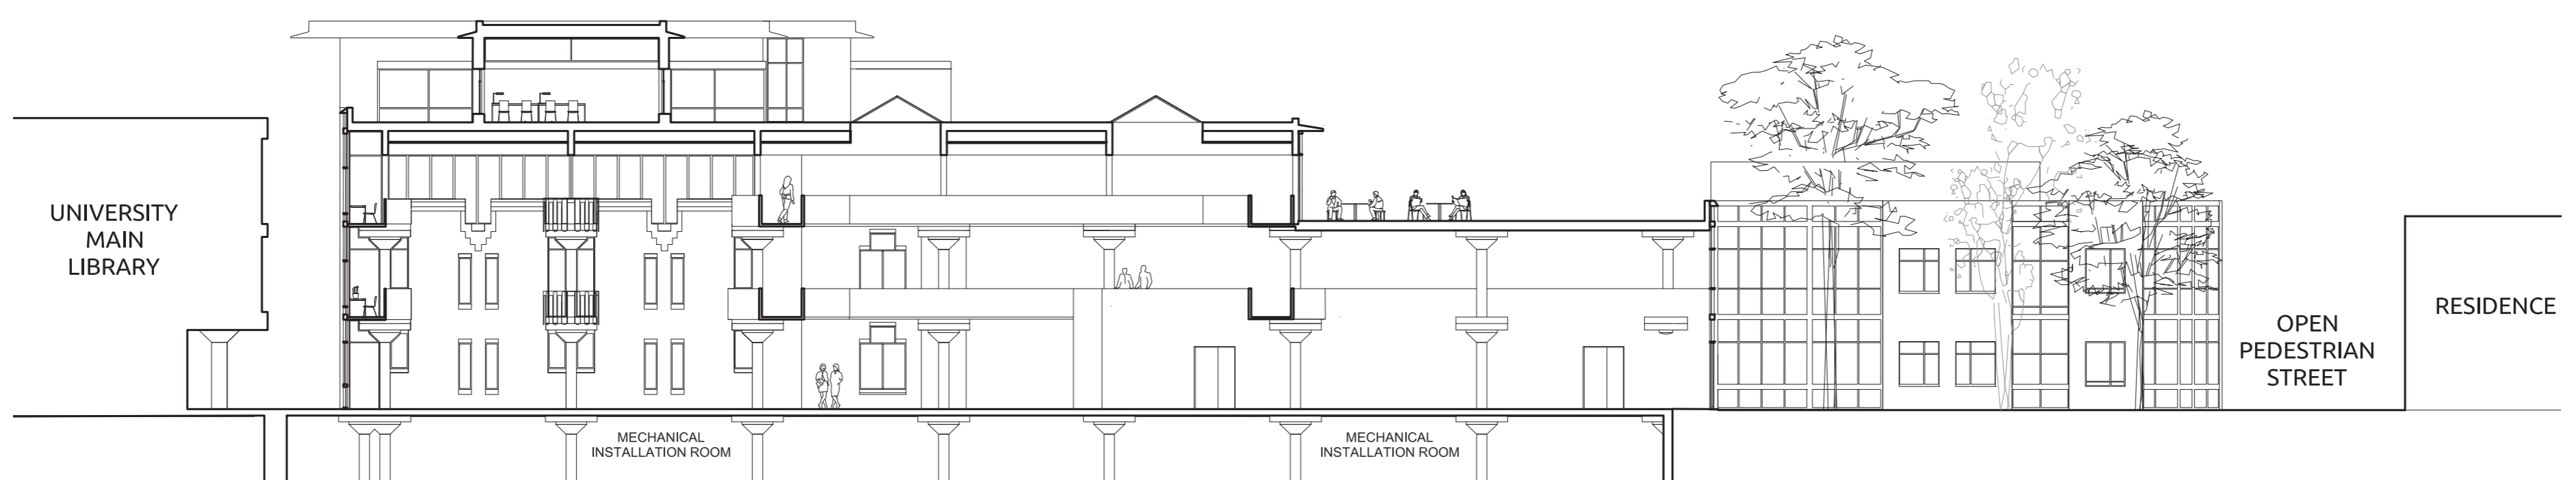 UNIVERSITY
MAIN
LIBRARY
MECHANICAL
INSTALLATION ROOM
MECHANICAL
INSTALLATION ROOM
OPEN
PEDESTRIAN
STREET
RESIDENCE